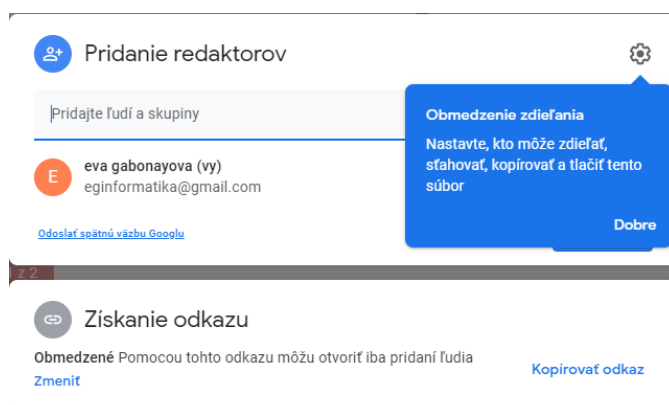 Pridanie redaktorov
Pridajte ľudí a skupiny
Obmedzenie zdieľania
Nastavte, kto môže zdieľať,
sťahovať, kopírovať a tlačiť tento
súbor
Dobre
E
eva gabonayova (vy)
eginformatika@gmail.com
Odoslať spätnú väzbu Googlu
z 2
Získanie odkazu
Obmedzené Pomocou tohto odkazu môžu otvoriť iba pridaní ľudia
Zmeniť
Kopírovať odkaz